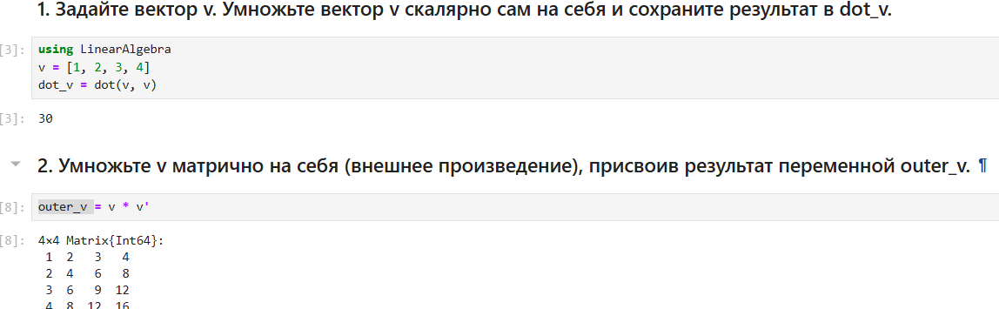 1. Задайте вектор v. Умножьте вектор v скалярно сам на себя и сохраните результат в dot_v.
[3]: using LinearAlgebra
v = [1, 2, 3, 4]
dot_v = dot(v, v)
[3]: 30
2. Умножьте v матрично на себя (внешнее произведение), присвоив результат переменной outer_v. ¶
[8]: outer_v = v * v'
[8]: 4×4 Matrix{Int64}:
1 2 3 4
2 4 6 8
3 6 9 12
4 8 12 16